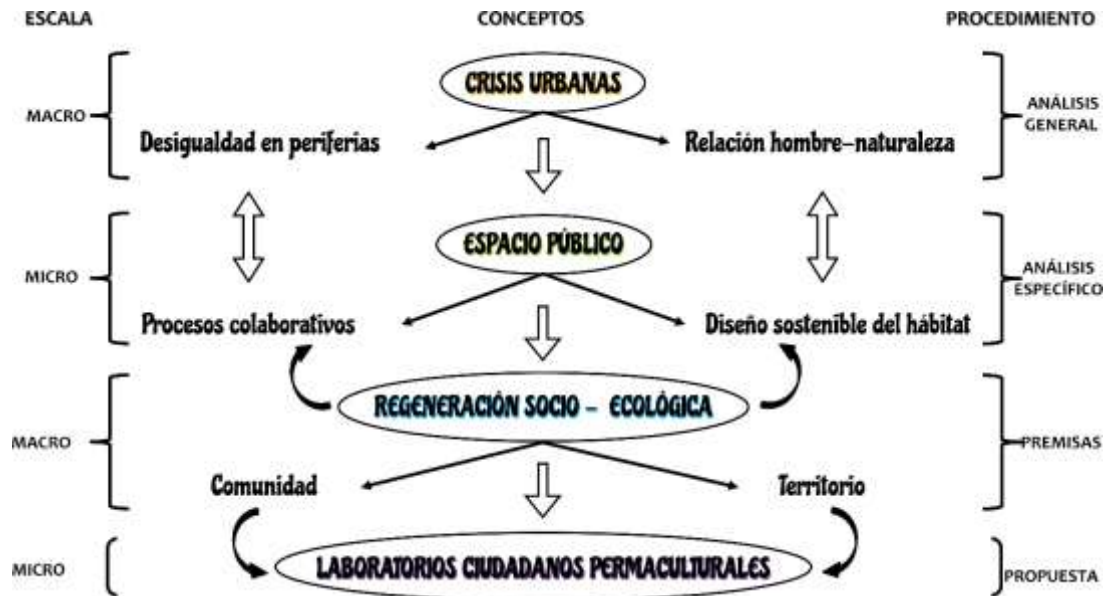 ESCALA
CONCEPTOS
PROCEDIMIENTO
CRISIS URBANAS
MACRO
ANÁLISIS
GENERAL
Desigualdad en periferias
Relación hombre-naturaleza
ESPACIO PÚBLICO
MICRO
ANÁLISIS
ESPECÍFICO
Procesos colaborativos
Diseño sostenible del hábitat
REGENERACIÓN SOCIO - ECOLÓGICA
MACRO
PREMISAS
Comunidad
Territorio
LABORATORIOS CIUDADANOS PERMACULTURALES
MICRO
PROPUESTA